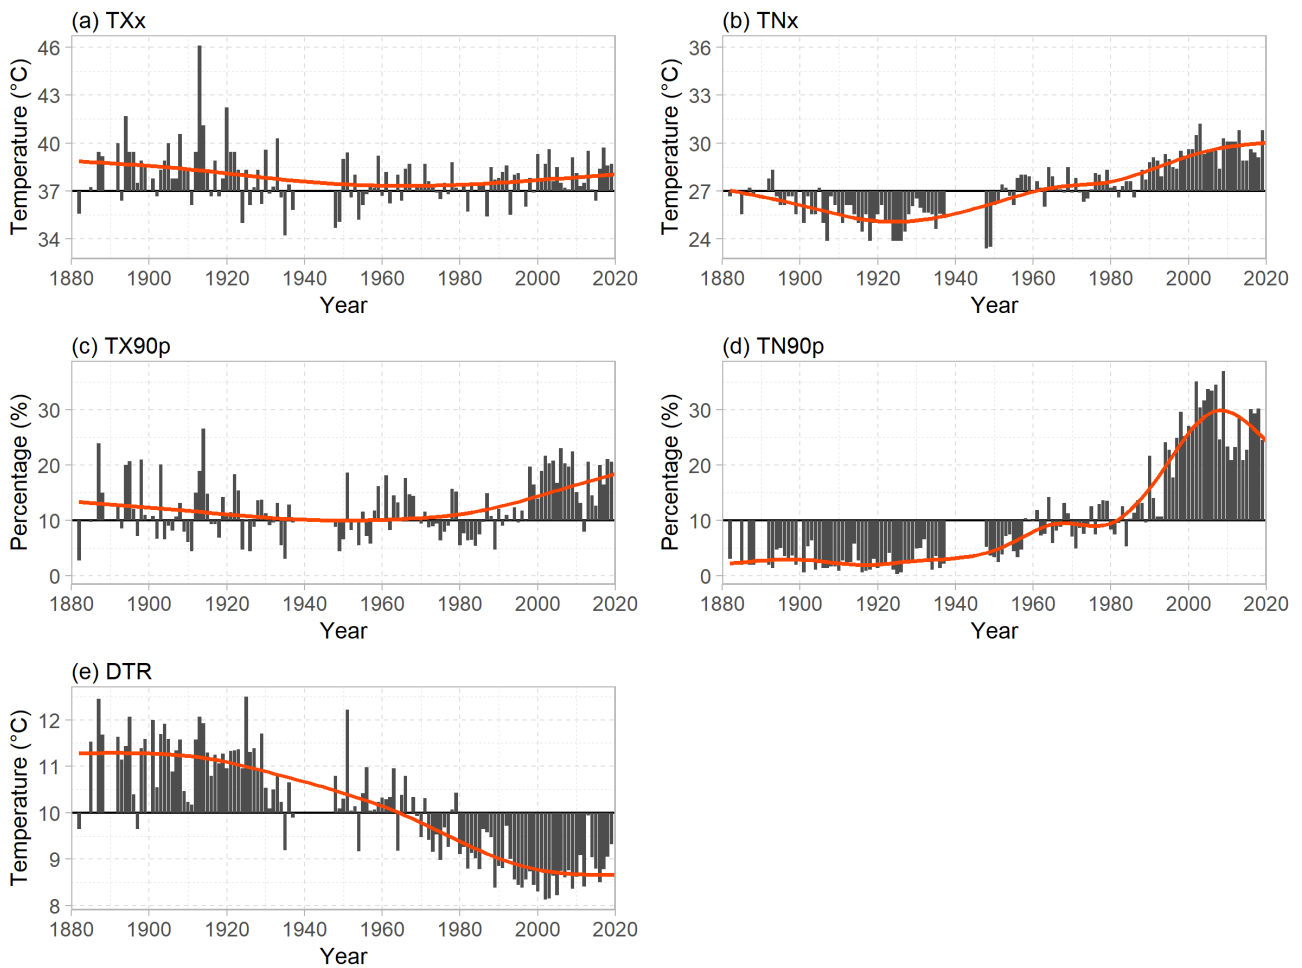 (a) TXx
Temperature (°C)
46
43
40
37
34
1880 1900 1920 1940 1960 1980 2000 2020
Year
(b) TNx
Temperature (°C)
36
33
30
27
24
1880 1900 1920 1940 1960 1980 2000 2020
Year
(c) TX90p
Percentage (%)
30
20
10
0
1880 1900 1920 1940 1960 1980 2000 2020
Year
(d) TN90p
Percentage (%)
30
20
10
0
1880 1900 1920 1940 1960 1980 2000 2020
Year
(e) DTR
Temperature (°C)
12
11
10
9
8
1880 1900 1920 1940 1960 1980 2000 2020
Year